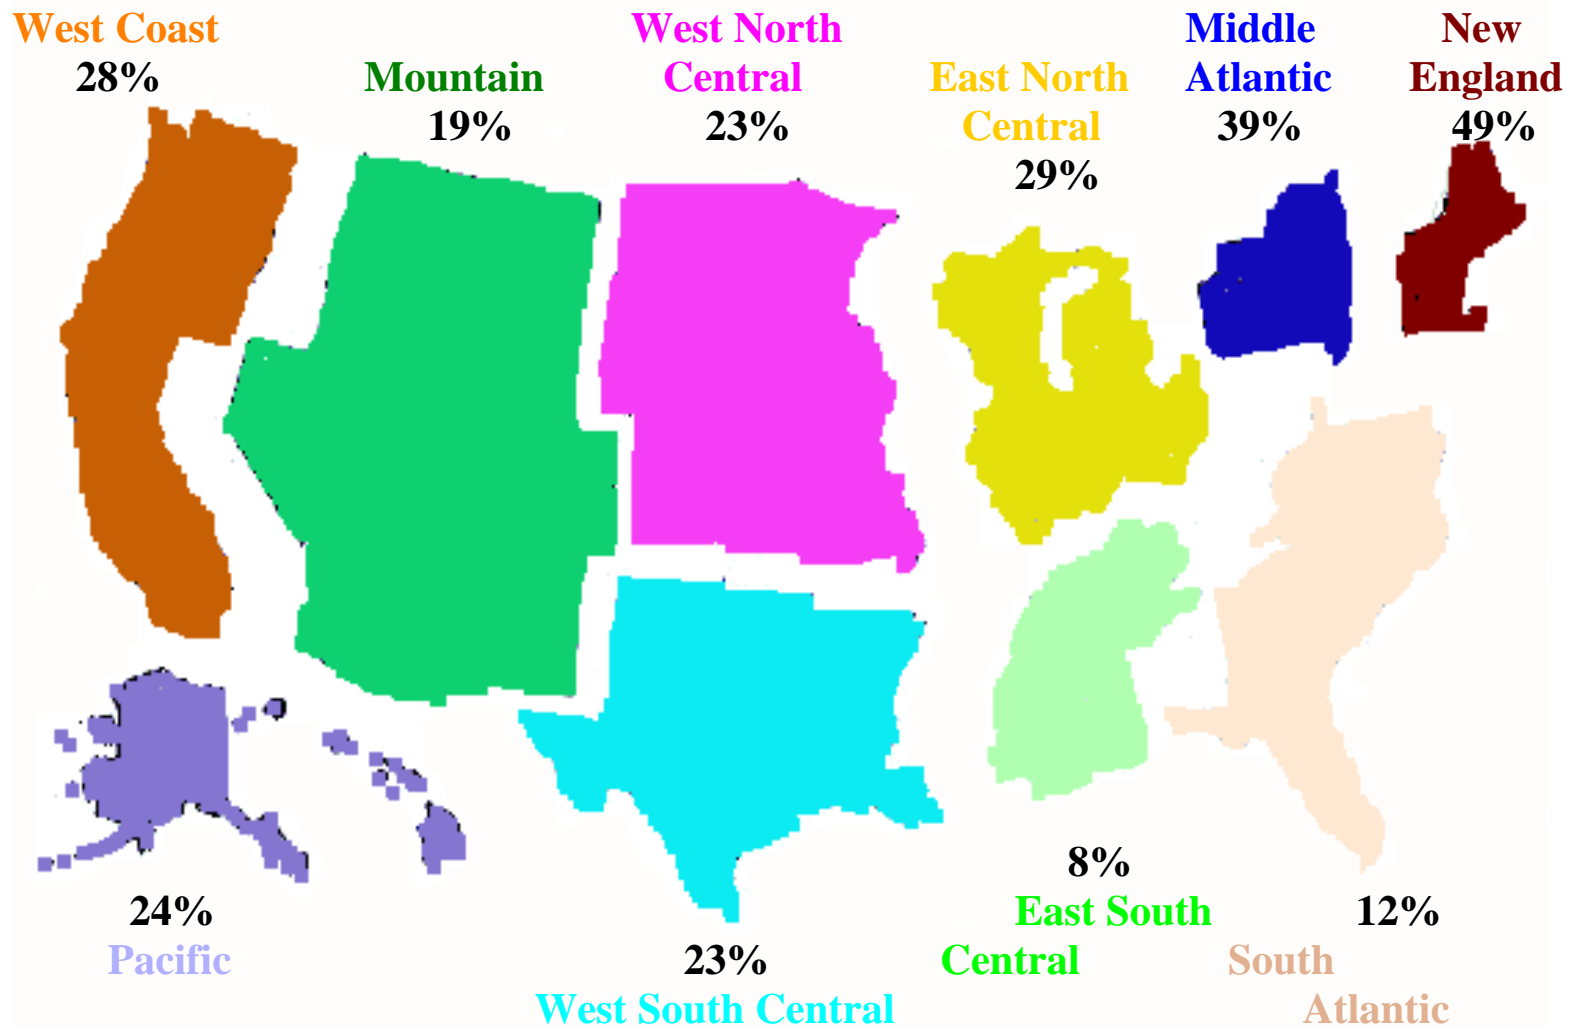 West Coast
28%
Mountain
19%
West North
Central
23%
East North
Central
29%
Middle
Atlantic
39%
New
England
49%
24%
Pacific
23%
West South Central
8%
East South
Central
12%
South
Atlantic